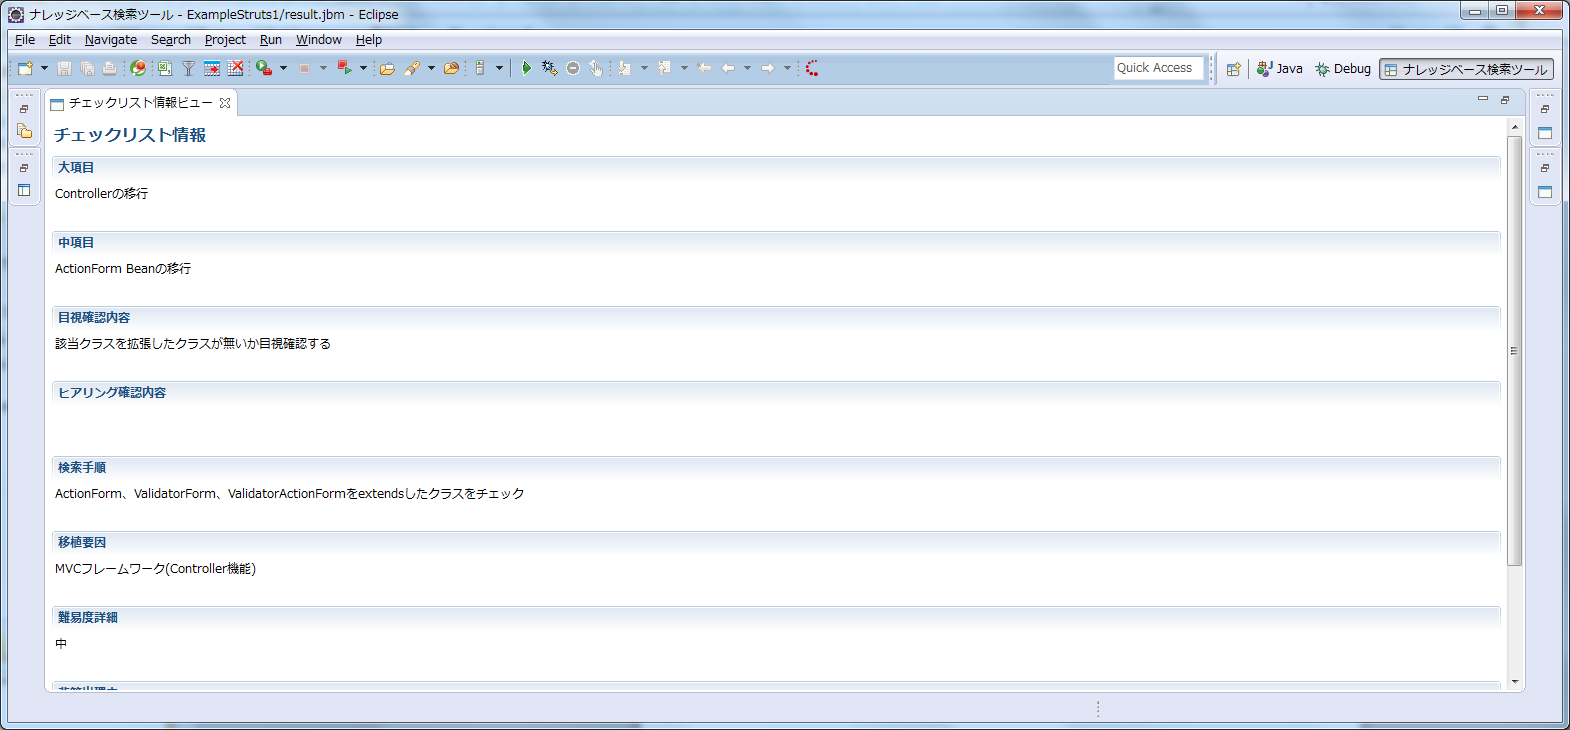 ナレッジベース検索ツール - ExampleStruts1/result.jbm - Eclipse
File Edit Navigate Search Project Run Window Help
Quick Access Java Debug ナレッジベース検索ツール
チェックリスト情報ビュー
チェックリスト情報
大項目
Controllerの移行
中項目
ActionForm Beanの移行
目視確認内容
該当クラスを拡張したクラスが無いか目視確認する
ヒアリング確認内容
検索手順
ActionForm、ValidatorForm、ValidatorActionFormをextendsしたクラスをチェック
移植要因
MVCフレームワーク(Controller機能)
難易度詳細
中